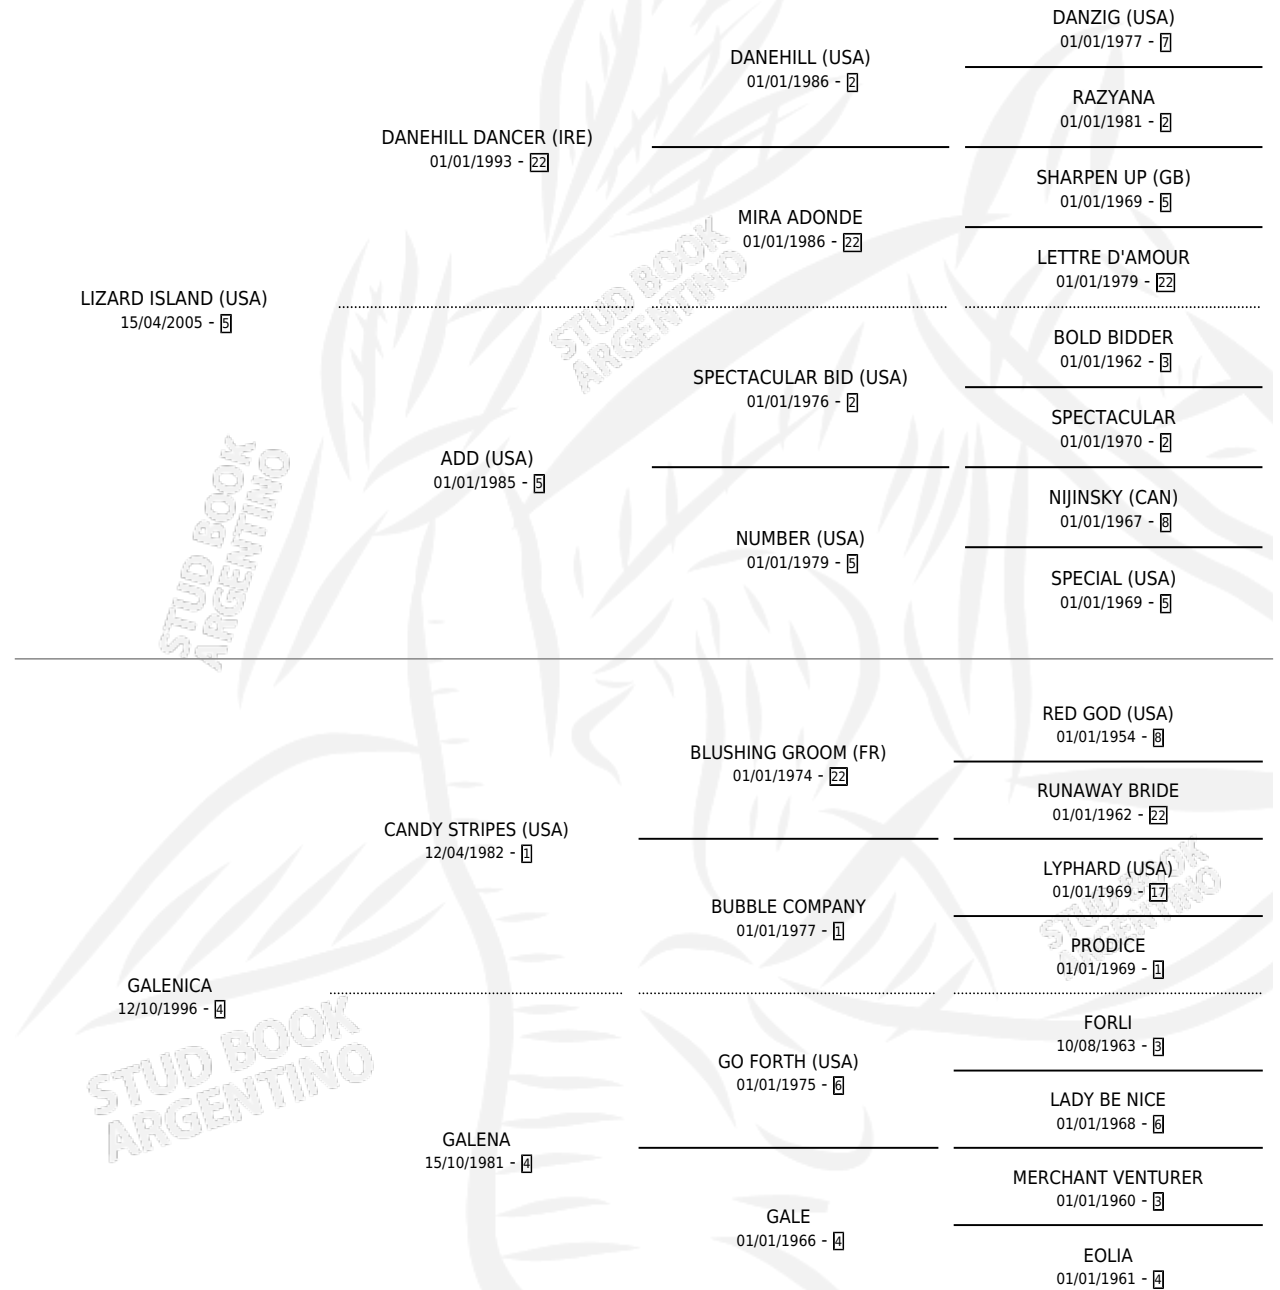 DANZIG (USA)
01/01/1977 - 7
DANEHILL (USA)
01/01/1986 - 2
RAZYANA
01/01/1981 - 2
DANEHILL DANCER (IRE)
01/01/1993 - 22
SHARPEN UP (GB)
01/01/1969 - 5
MIRA ADONDE
01/01/1986 - 22
LETTRE D'AMOUR
01/01/1979 - 22
LIZARD ISLAND (USA)
15/04/2005 - 5
BOLD BIDDER
01/01/1962 - 3
SPECTACULAR BID (USA)
01/01/1976 - 2
SPECTACULAR
01/01/1970 - 2
ADD (USA)
01/01/1985 - 5
NIJINSKY (CAN)
01/01/1967 - 8
NUMBER (USA)
01/01/1979 - 5
SPECIAL (USA)
01/01/1969 - 5
RED GOD (USA)
01/01/1954 - 8
BLUSHING GROOM (FR)
01/01/1974 - 22
RUNAWAY BRIDE
01/01/1962 - 22
CANDY STRIPES (USA)
12/04/1982 - 1
LYPHARD (USA)
01/01/1969 - 17
BUBBLE COMPANY
01/01/1977 - 1
PRODICE
01/01/1969 - 1
GALENICA
12/10/1996 - 4
FORLI
10/08/1963 - 3
GO FORTH (USA)
01/01/1975 - 6
LADY BE NICE
01/01/1968 - 6
GALENA
15/10/1981 - 4
MERCHANT VENTURER
01/01/1960 - 3
GALE
01/01/1966 - 4
EOLIA
01/01/1961 - 4
STUD BOOK
ARGENTINO
STUD BOOK
ARGENTINO
STUD BOOK
ARGENTINO
STUD BOOK
ARGENTINO